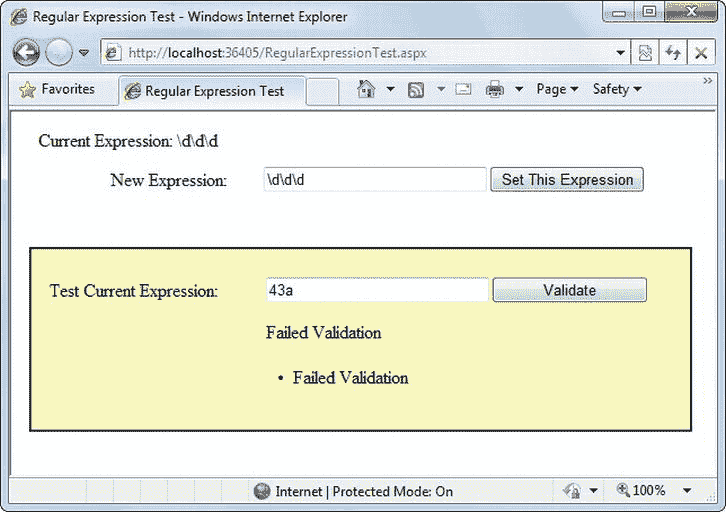 Regular Expression Test - Windows Internet Explorer
http://localhost:36405/RegularExpressionTest.aspx
Favorites
Regular Expression Test
Page
Safety
»
Current Expression: \d\d\d
New Expression: \d\d\d Set This Expression
Test Current Expression: 43a Validate
Failed Validation
• Failed Validation
Internet | Protected Mode: On
100%